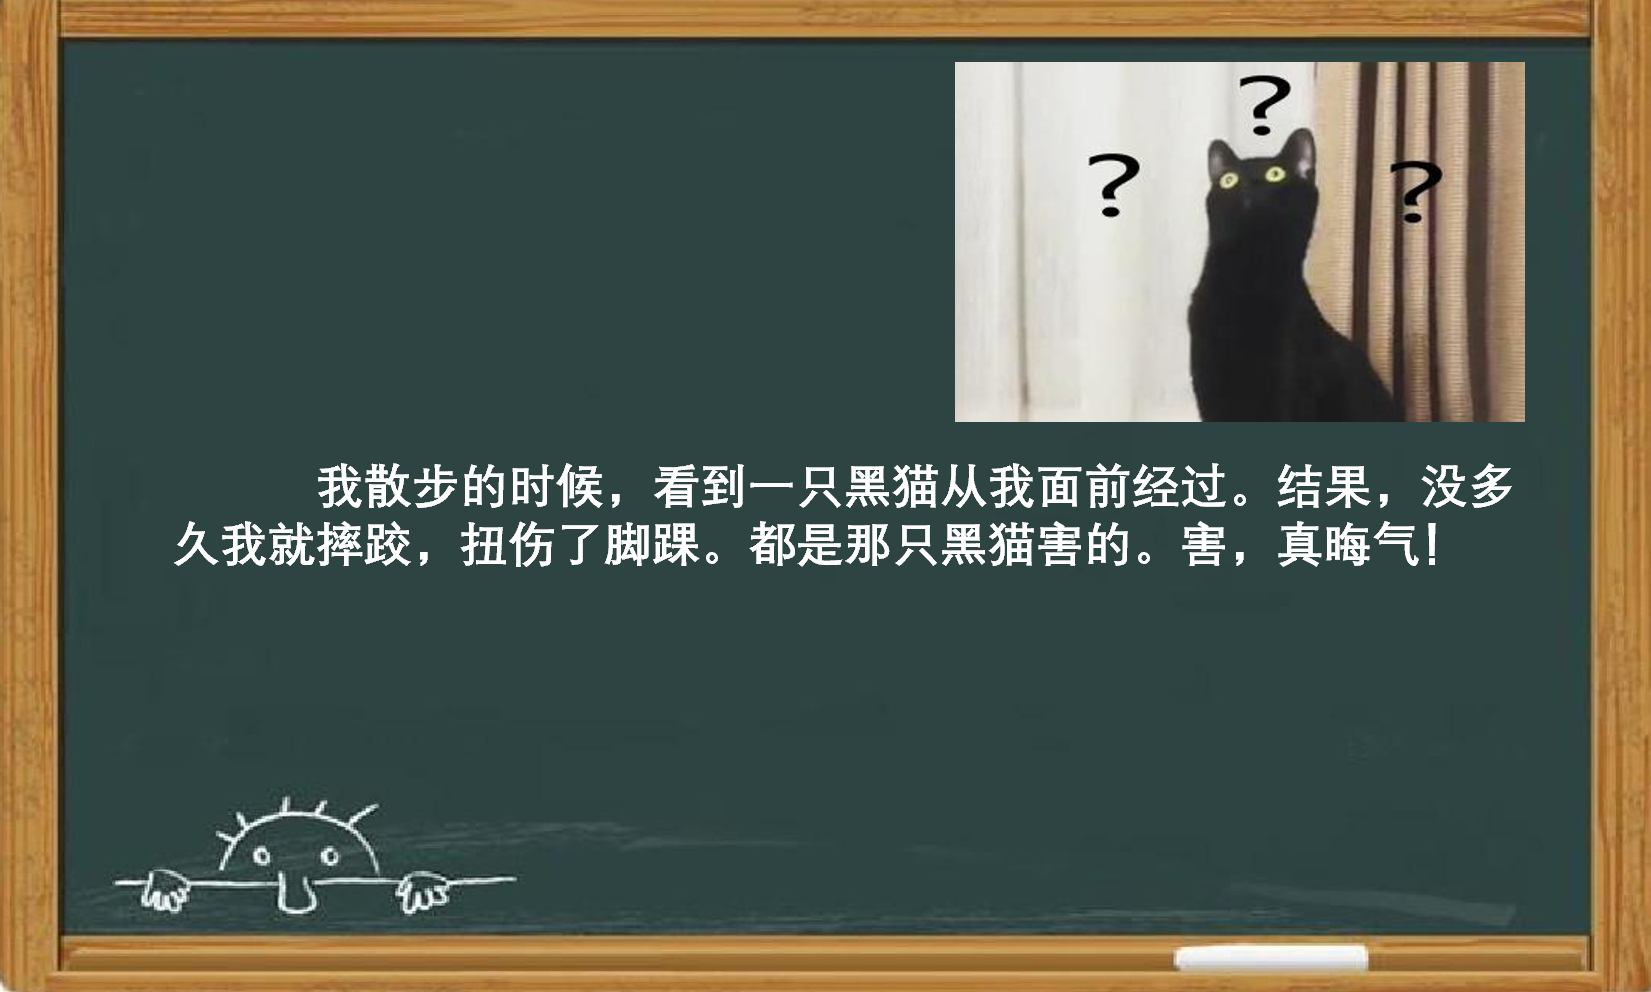 ?
? ?
我散步的时候，看到一只黑猫从我面前经过。结果，没多
久我就摔跤，扭伤了脚踝。都是那只黑猫害的。害，真晦气！